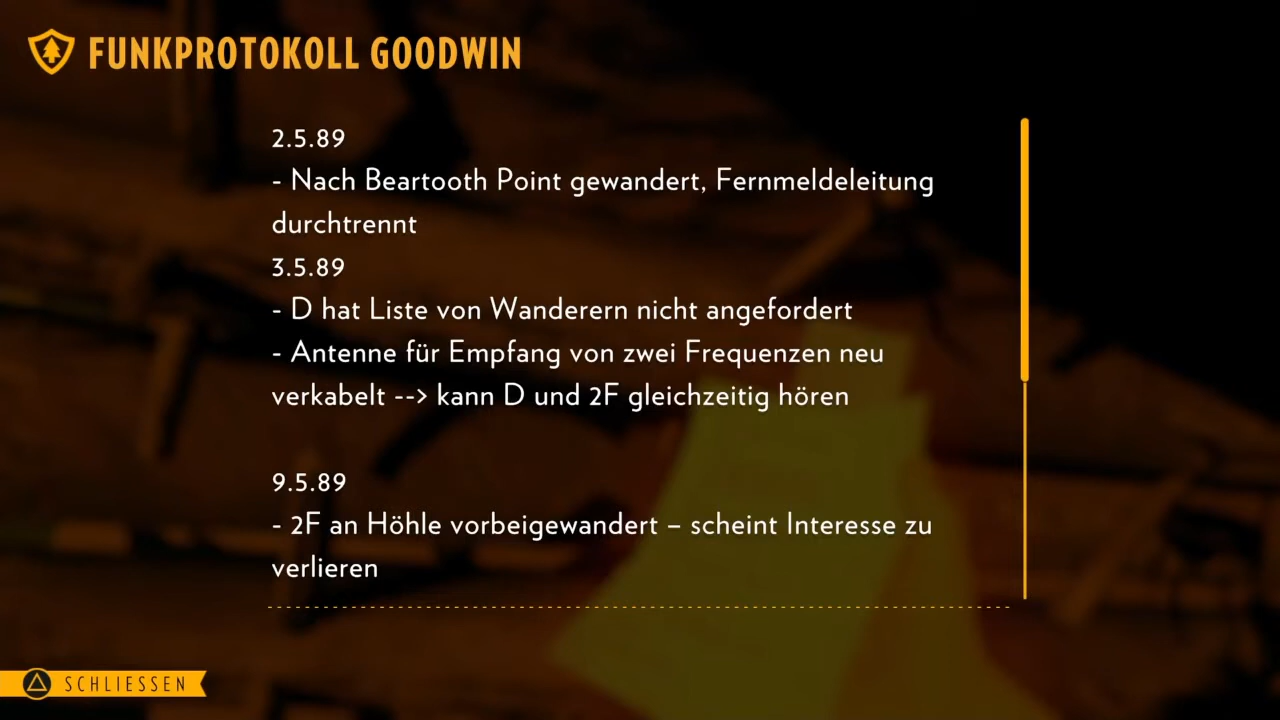 FUNKPROTOKOLL GOODWIN
2.5.89
- Nach Beartooth Point gewandert, Fernmeldeleitung
durchtrennt
3.5.89
- D hat Liste von Wanderern nicht angefordert
- Antenne für Empfang von zwei Frequenzen neu
verkabelt --> kann D und 2F gleichzeitig hören
9.5.89
- 2F an Höhle vorbeigewandert – scheint Interesse zu
verlieren
SCHLIESSEN